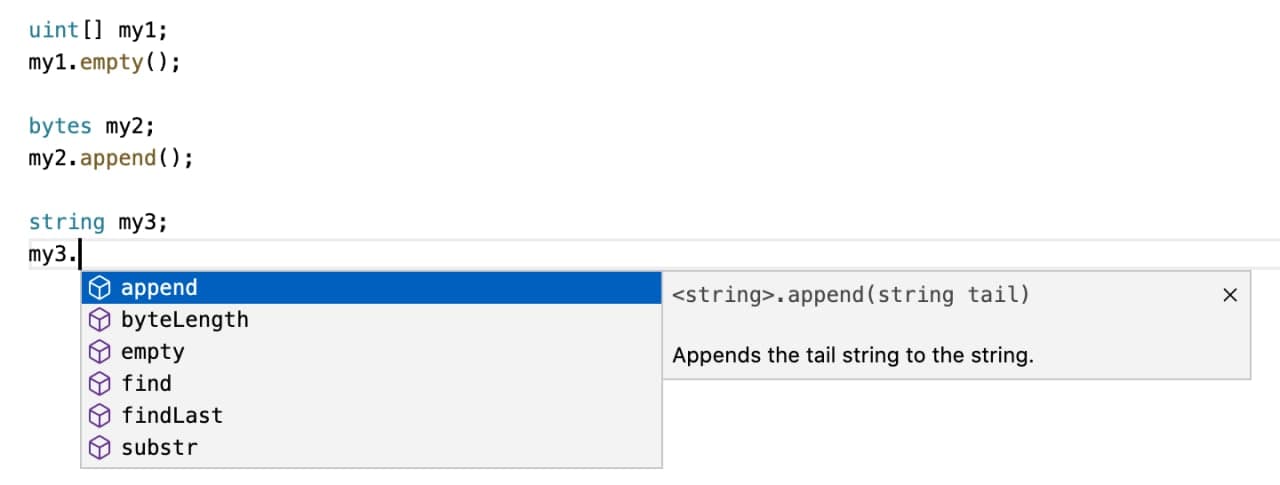 uint[] my1;
my1.empty();
bytes my2;
my2.append();
string my3;
my3.
append
byteLength
empty
find
findLast
substr
<string>.append(string tail)
Appends the tail string to the string.